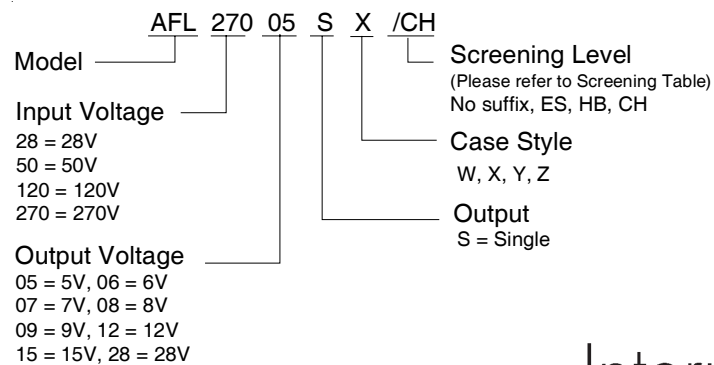 AFL 270 05 S X /CH
Model
Input Voltage
28 = 28V
50 = 50V
120 = 120V
270 = 270V
Output Voltage
05 = 5V, 06 = 6V
07 = 7V, 08 = 8V
09 = 9V, 12 = 12V
15 = 15V, 28 = 28V
Screening Level
(Please refer to Screening Table)
No suffix, ES, HB, CH
Case Style
W, X, Y, Z
Output
S = Single